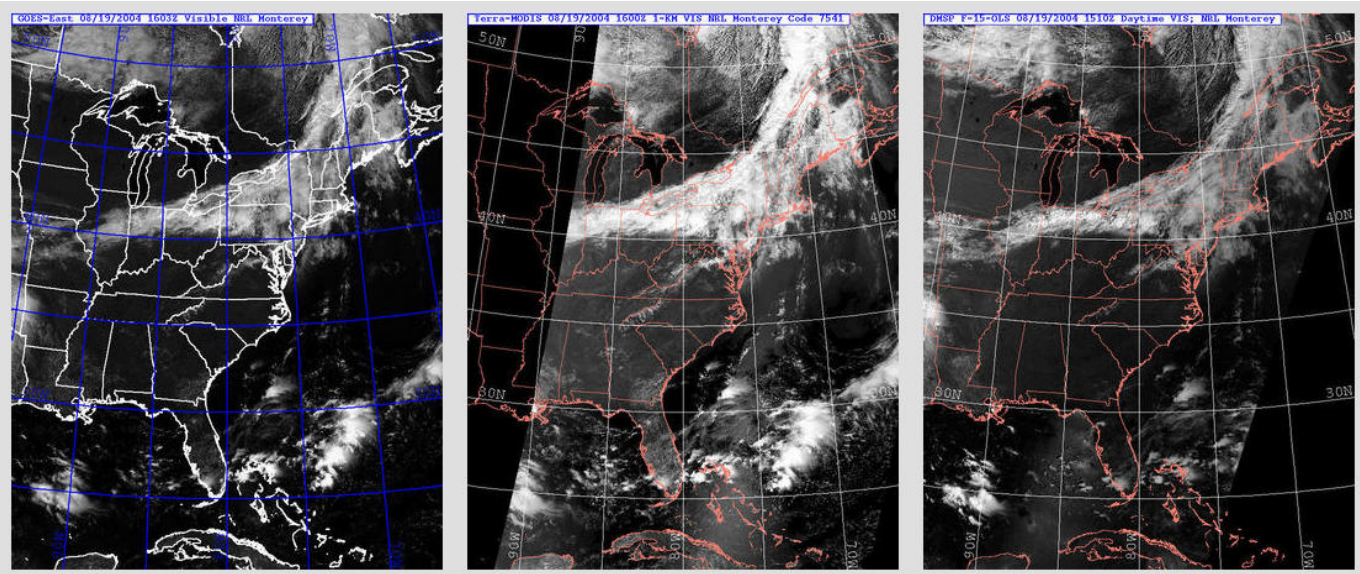 GOES-East 08/19/2004 1603Z Visible NRL Monterey
Terra-MODIS 08/19/2004 1600Z 1-KM VIS NRL Monterey Code 7541
DMSP F-15-OLS 08/19/2004 1510Z Daytime VIS; NRL Monterey
50N
50N
40N
40N
40N
40N
30N
30N
30N
30N
90W
80W
70W
90W
80W
70W